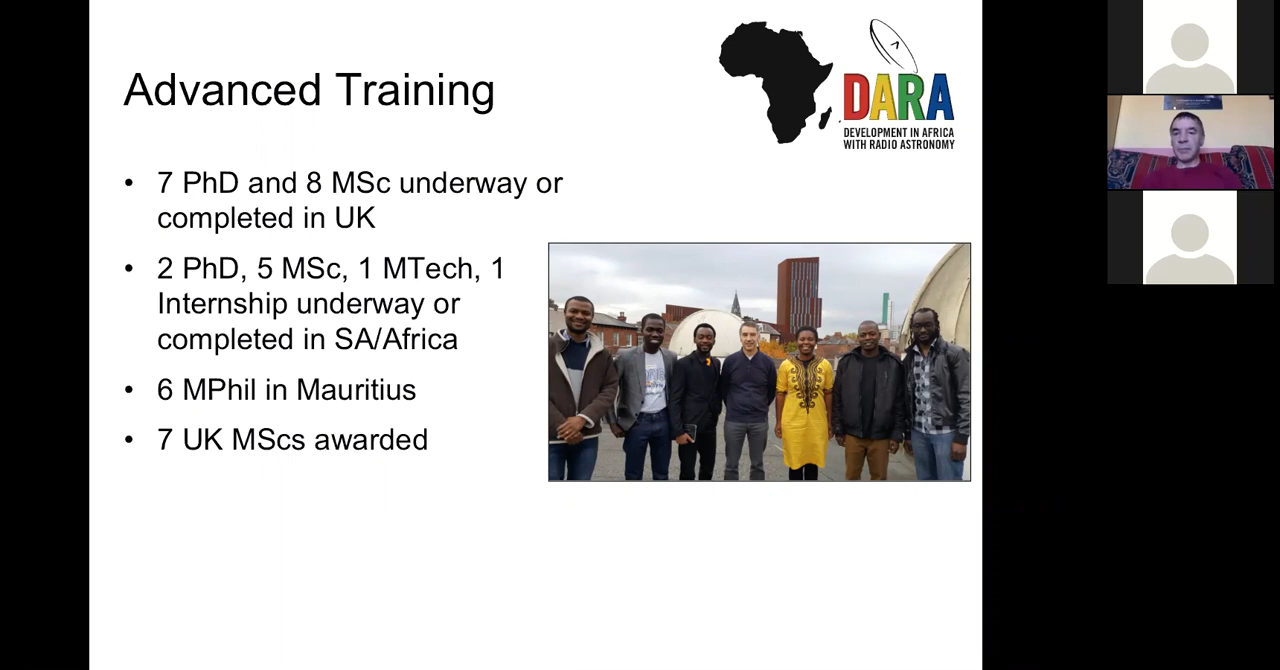 Advanced Training
DARA
DEVELOPMENT IN AFRICA
WITH RADIO ASTRONOMY
• 7 PhD and 8 MSc underway or
completed in UK
• 2 PhD, 5 MSc, 1 MTech, 1
Internship underway or
completed in SA/Africa
• 6 MPhil in Mauritius
• 7 UK MScs awarded